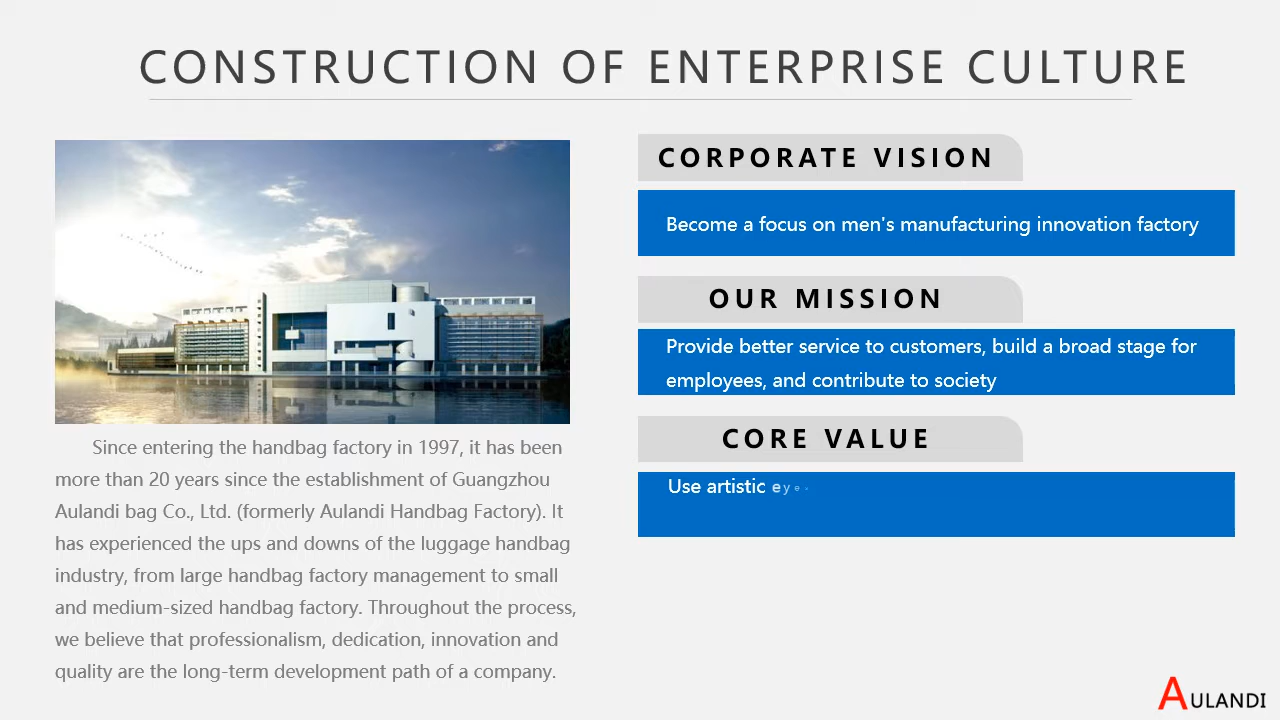 CONSTRUCTION OF ENTERPRISE CULTURE
Since entering the handbag factory in 1997, it has been
more than 20 years since the establishment of Guangzhou
Aulandi bag Co., Ltd. (formerly Aulandi Handbag Factory). It
has experienced the ups and downs of the luggage handbag
industry, from large handbag factory management to small
and medium-sized handbag factory. Throughout the process,
we believe that professionalism, dedication, innovation and
quality are the long-term development path of a company.
CORPORATE VISION
Become a focus on men's manufacturing innovation factory
OUR MISSION
Provide better service to customers, build a broad stage for
employees, and contribute to society
CORE VALUE
Use artistic eye
AULANDI